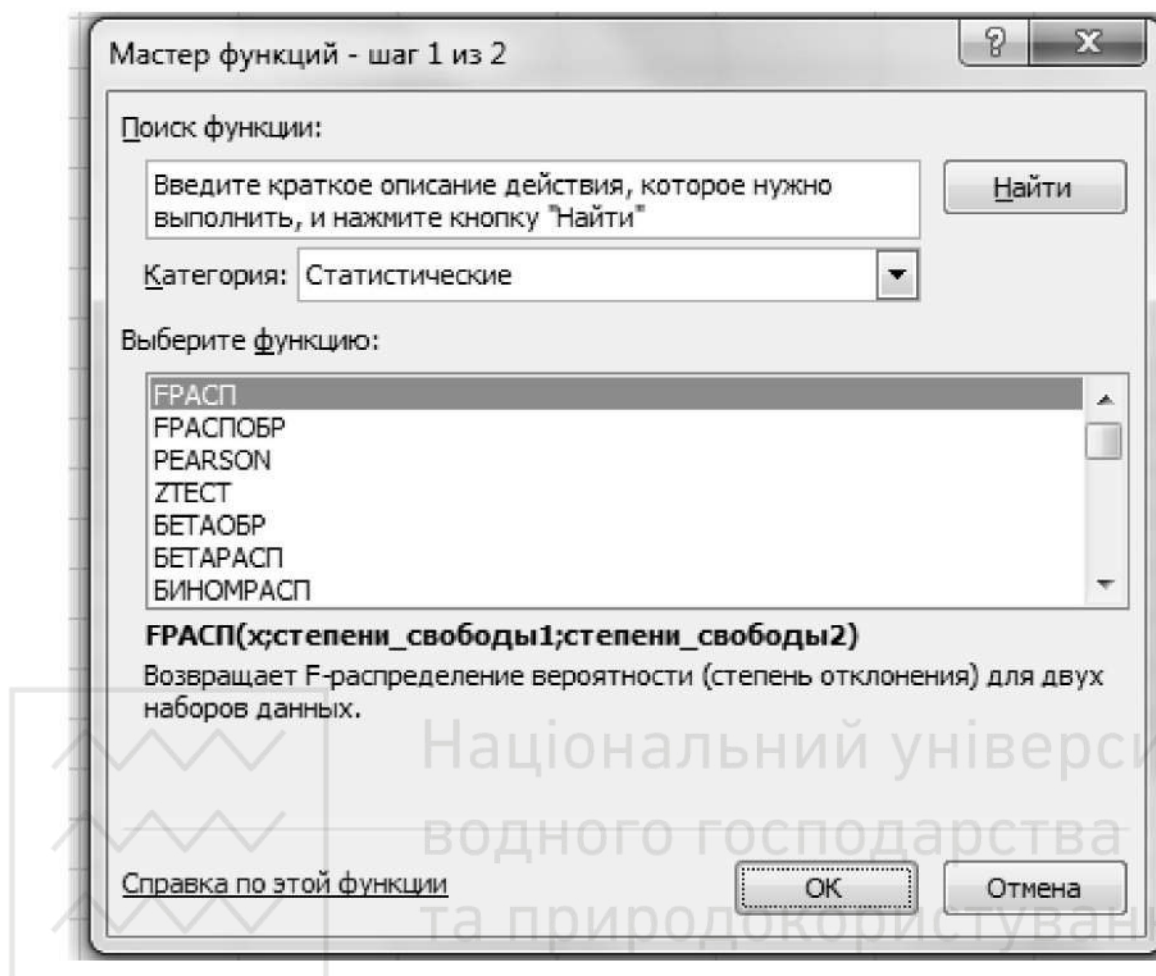 Мастер функций - шаг 1 из 2
Поиск функции:
Введите краткое описание действия, которое нужно
выполнить, и нажмите кнопку "Найти"
Найти
Категория: Статистические
Выберите функцию:
FРАСП
FРАСПОБР
PEARSON
ZТЕСТ
БЕТАОБР
БЕТАРАСП
БИНОМРАСП
FРАСП(x;степени_свободы1;степени_свободы2)
Возвращает F-распределение вероятности (степень отклонения) для двух
наборов данных.
Національний універси
водного господарства
та природокористуван
Справка по этой функции
ОК
Отмена